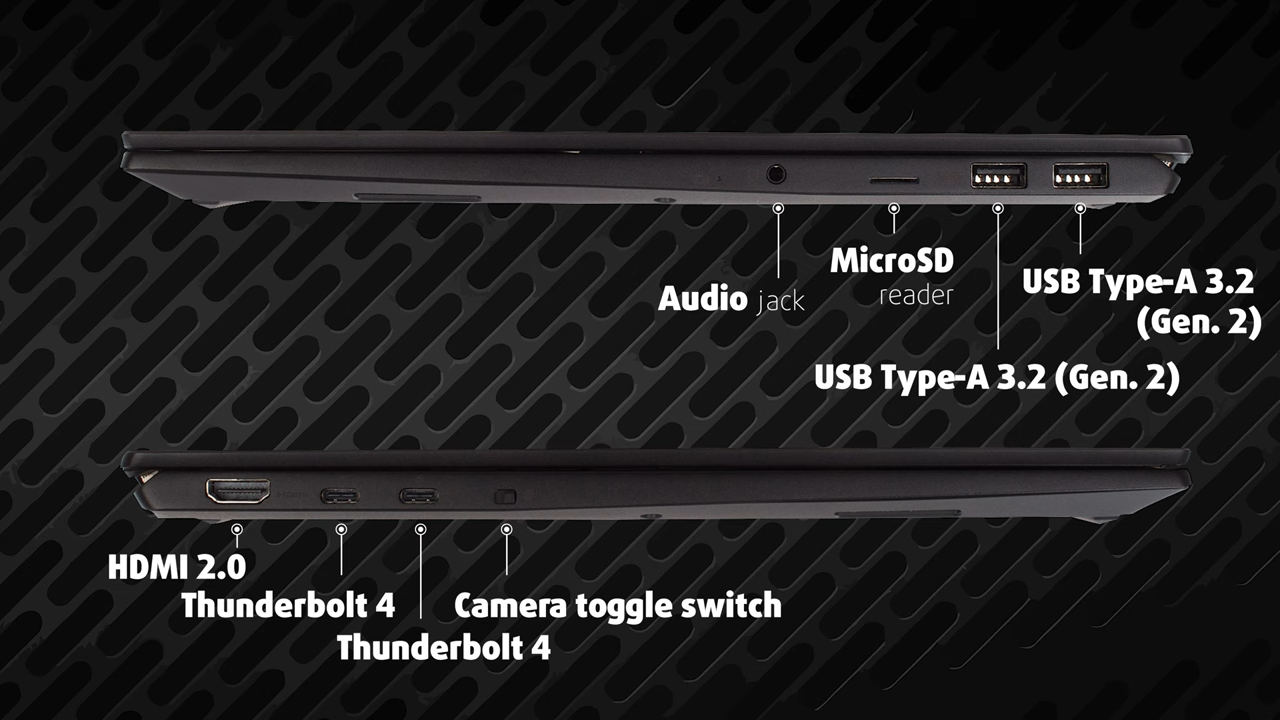 MicroSD
reader
Audio jack
USB Type-A 3.2
(Gen. 2)
USB Type-A 3.2 (Gen. 2)
HDMI 2.0
Thunderbolt 4
Camera toggle switch
Thunderbolt 4